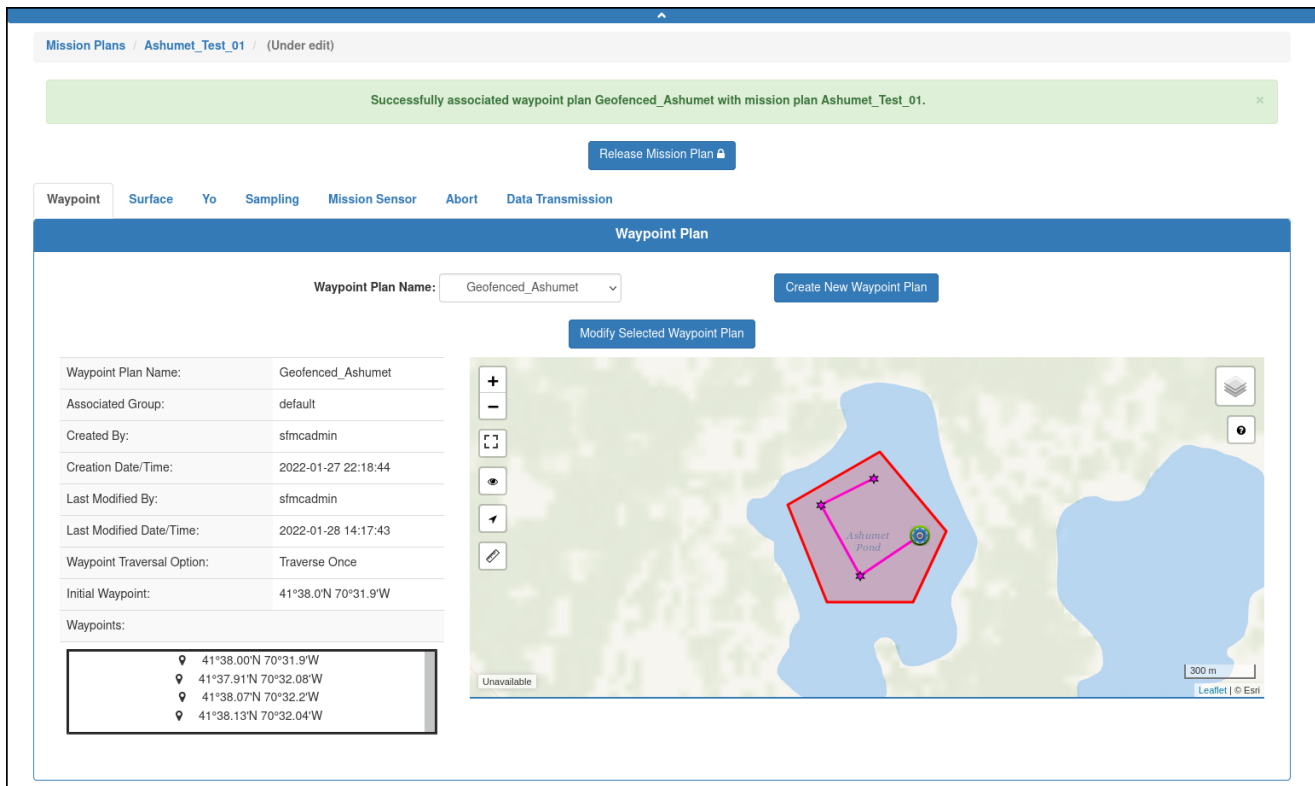 Mission Plans / Ashumet_Test_01 / (Under edit)
Successfully associated waypoint plan Geofenced_Ashumet with mission plan Ashumet_Test_01. ×
Release Mission Plan
Waypoint Surface Yo Sampling Mission Sensor Abort Data Transmission
Waypoint Plan
Waypoint Plan Name: Geofenced_Ashumet Create New Waypoint Plan
Modify Selected Waypoint Plan
Waypoint Plan Name: Geofenced_Ashumet
Associated Group: default
Created By: sfmcadmin
Creation Date/Time: 2022-01-27 22:18:44
Last Modified By: sfmcadmin
Last Modified Date/Time: 2022-01-28 14:17:43
Waypoint Traversal Option: Traverse Once
Initial Waypoint: 41°38.0'N 70°31.9'W
Waypoints:
41°38.00'N 70°31.9'W
41°37.91'N 70°32.08'W
41°38.07'N 70°32.2'W
41°38.13'N 70°32.04'W
+
−
Ashumet
Pond
Unavailable
300 m
Leaflet | © Esri